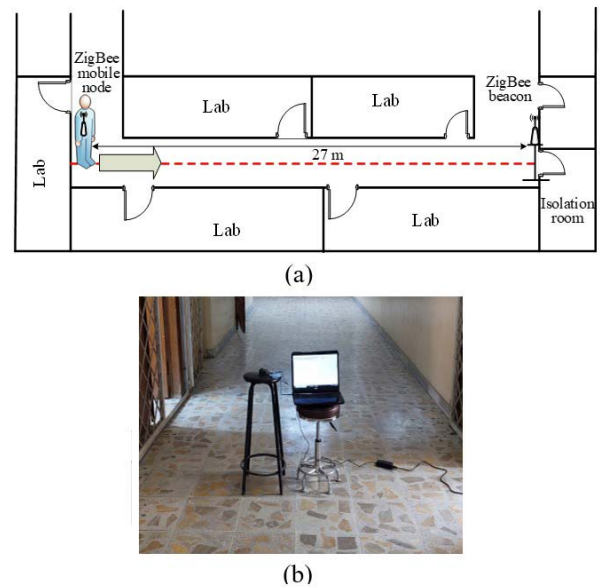 ZigBee
mobile
node
ZigBee
beacon
Lab
Lab
Lab
27 m
Lab
Lab
Isolation
room
(a)
(b)